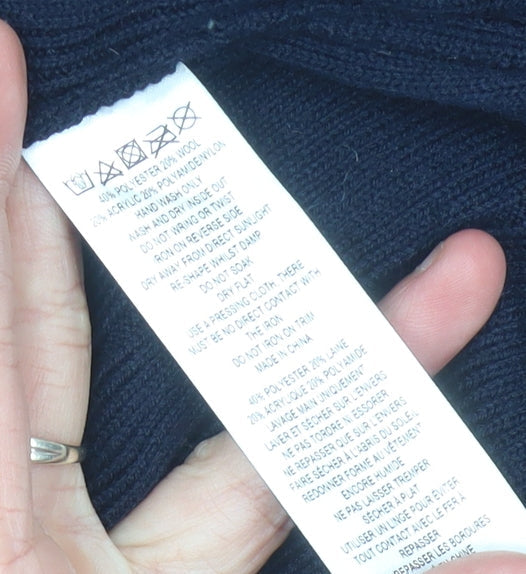 40% POLYESTER 20% WOOL
20% ACRYLIC 20% POLYAMIDE/NYLON
HAND WASH ONLY
WASH AND DRY INSIDE OUT
DO NOT WRING OR TWIST
IRON ON REVERSE SIDE
DRY AWAY FROM DIRECT SUNLIGHT
RE-SHAPE WHILST DAMP
DO NOT SOAK
DRY FLAT
USE A PRESSING CLOTH, THERE
MUST BE NO DIRECT CONTACT WITH
THE IRON
DO NOT IRON ON TRIM
MADE IN CHINA
40% POLYESTER 20% LAINE
20% ACRYLIQUE 20% POLYAMIDE
LAVAGE MAIN UNIQUEMENT
LAVER ET SÉCHER SUR L'ENVERS
NE PAS TORDRE NI ESSORER
NE REPASSER QUE SUR L'ENVERS
FAIRE SÉCHER À L'ABRIS DU SOLEIL
REDONNER FORME AU VÊTEMENT
ENCORE HUMIDE
NE PAS LAISSER TREMPER
SÉCHER À PLAT
UTILISER UN LINGE POUR ÉVITER
TOUT CONTACT AVEC LE FER À
REPASSER
REPASSER LES BORDURES